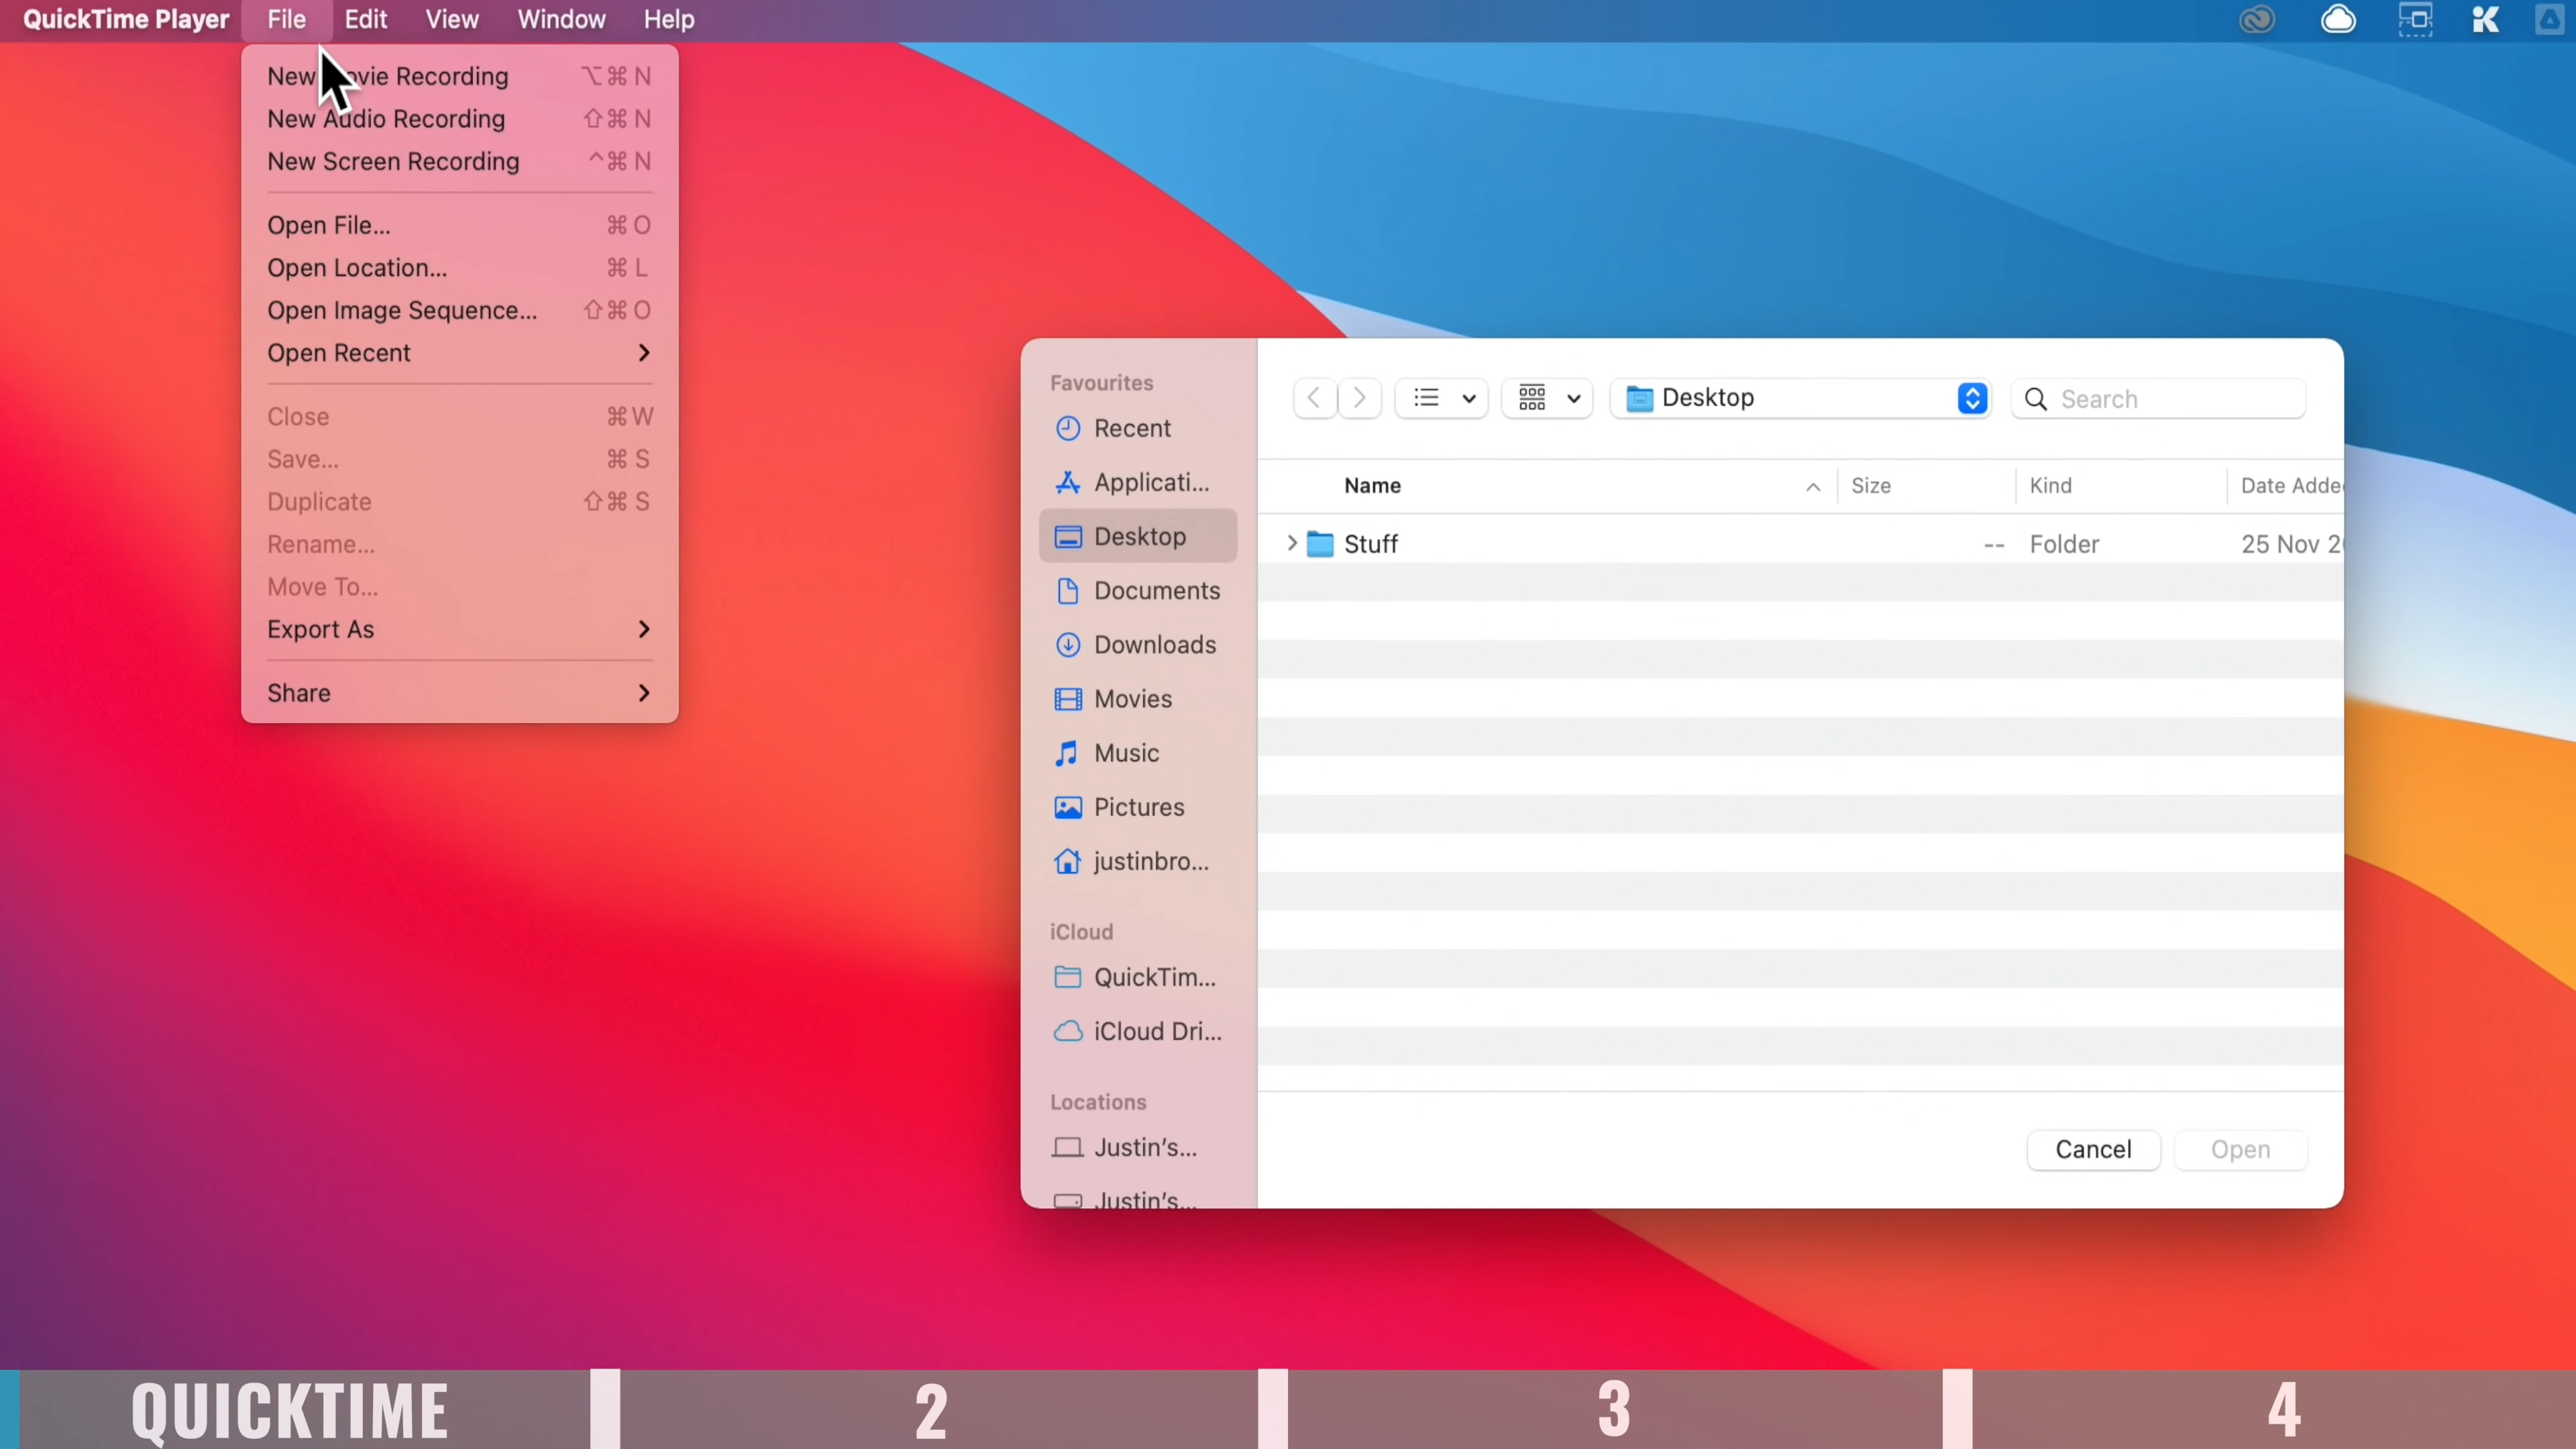 QuickTime Player File Edit View Window Help
New Movie Recording ⌥⌘N
New Audio Recording ⇧⌘N
New Screen Recording ^⌘N
Open File... ⌘O
Open Location... ⌘L
Open Image Sequence... ⇧⌘O
Open Recent
Close ⌘W
Save... ⌘S
Duplicate ⇧⌘S
Rename...
Move To...
Export As
Share
Favourites
Recent
Applicati...
Desktop
Documents
Downloads
Movies
Music
Pictures
justinbro...
iCloud
QuickTim...
iCloud Dri...
Locations
Justin's...
Justin's...
Desktop
Search
Name Size Kind Date Adde
Stuff -- Folder 25 Nov 2
Cancel Open
QUICKTIME 2 3 4